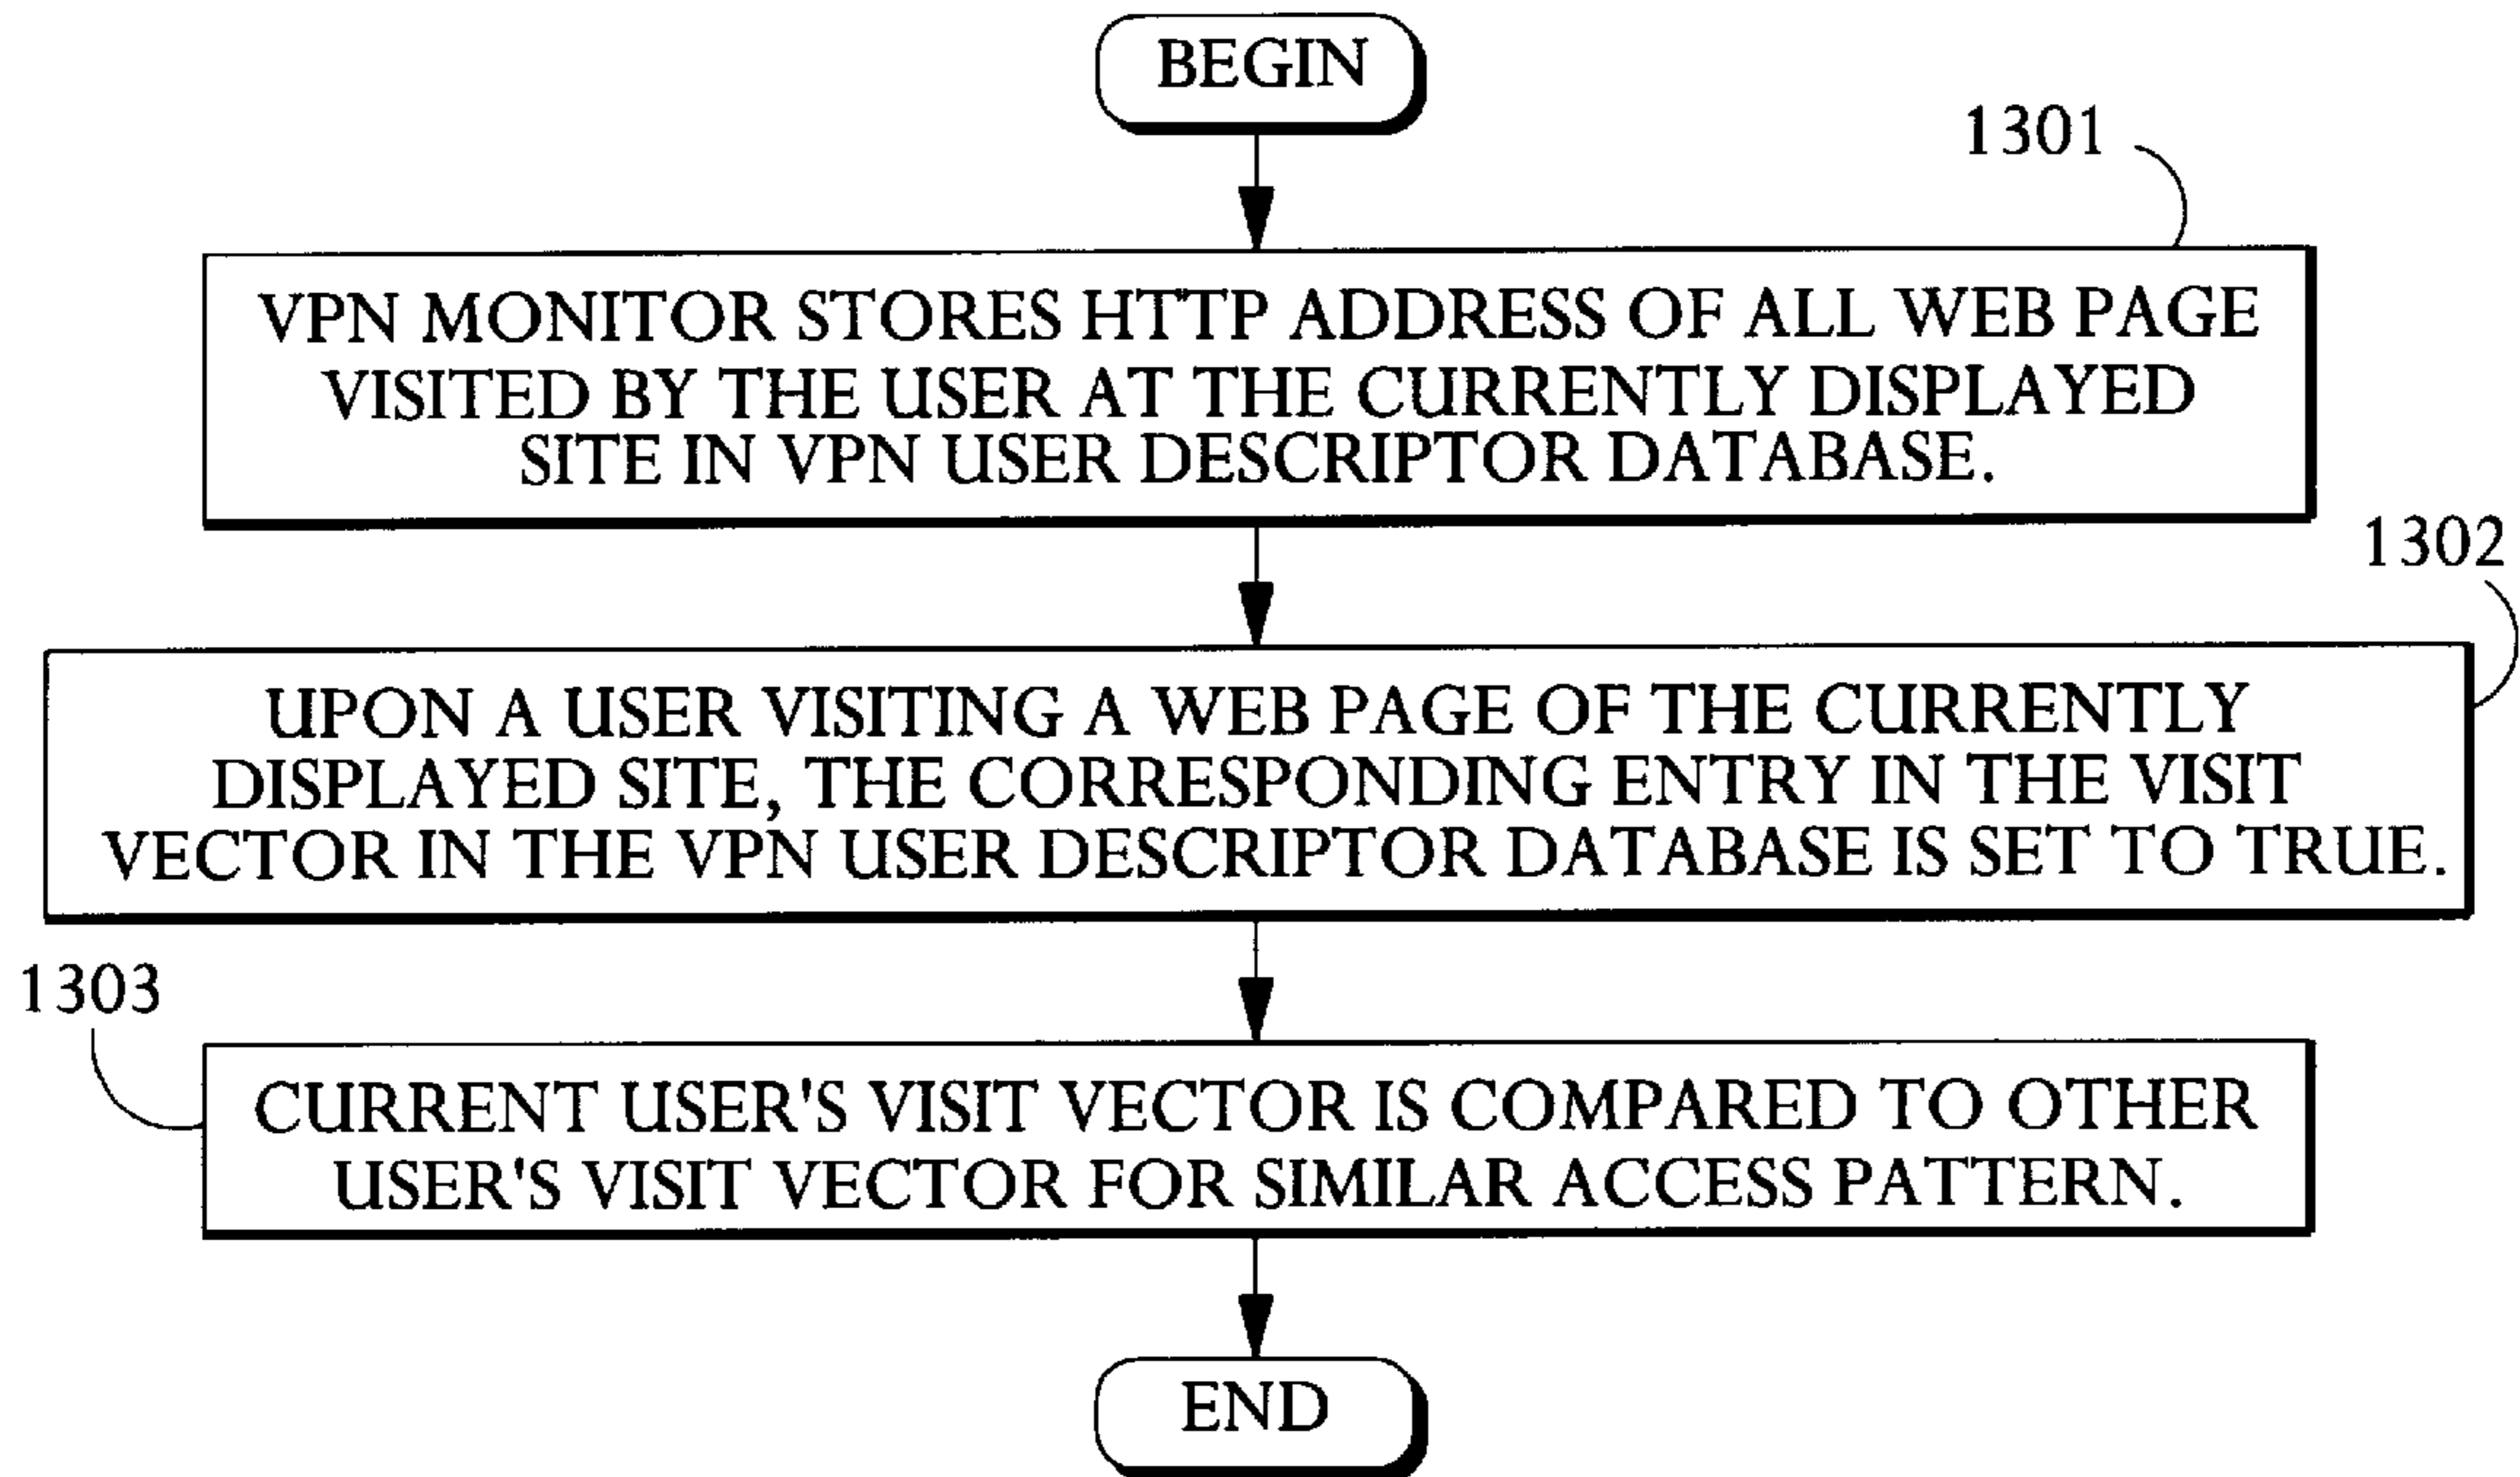 BEGIN
1301
VPN MONITOR STORES HTTP ADDRESS OF ALL WEB PAGE
VISITED BY THE USER AT THE CURRENTLY DISPLAYED
SITE IN VPN USER DESCRIPTOR DATABASE.
1302
UPON A USER VISITING A WEB PAGE OF THE CURRENTLY
DISPLAYED SITE, THE CORRESPONDING ENTRY IN THE VISIT
VECTOR IN THE VPN USER DESCRIPTOR DATABASE IS SET TO TRUE.
1303
CURRENT USER'S VISIT VECTOR IS COMPARED TO OTHER
USER'S VISIT VECTOR FOR SIMILAR ACCESS PATTERN.
END